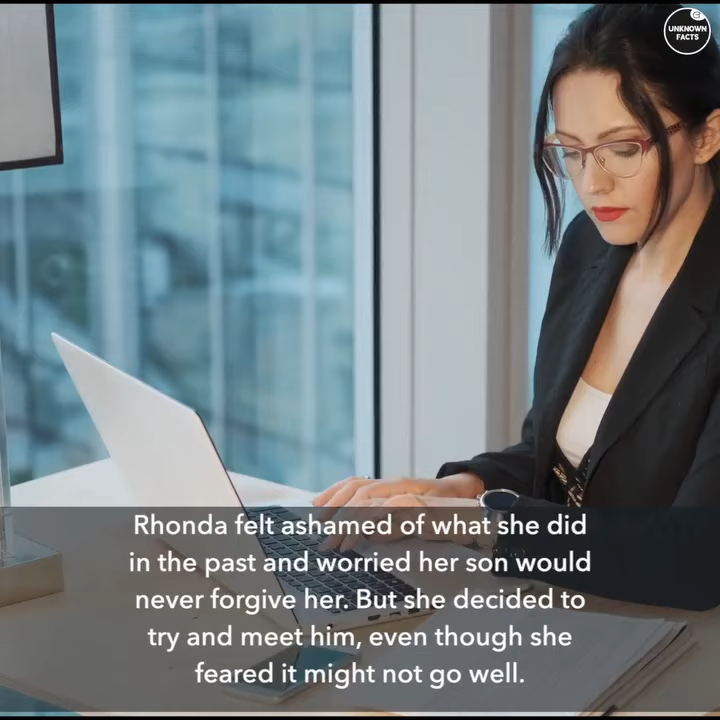 UNKNOWN
FACTS
Rhonda felt ashamed of what she did
in the past and worried her son would
never forgive her. But she decided to
try and meet him, even though she
feared it might not go well.